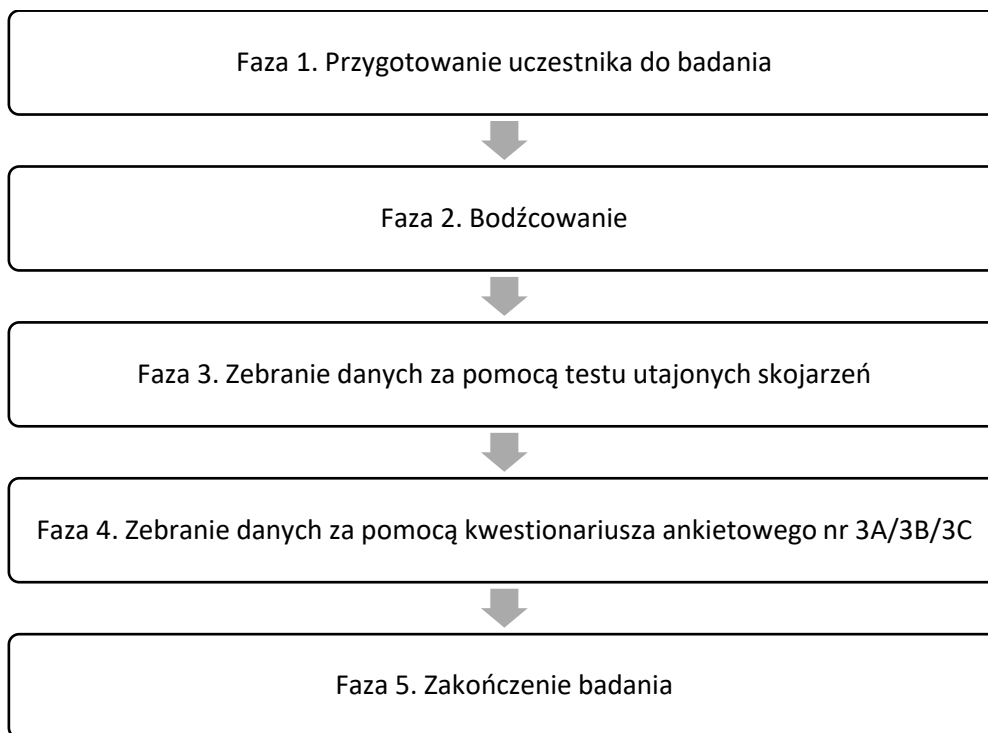 Faza 1. Przygotowanie uczestnika do badania
Faza 2. Bodźcowanie
Faza 3. Zebranie danych za pomocą testu utajonych skojarzeń
Faza 4. Zebranie danych za pomocą kwestionariusza ankietowego nr 3A/3B/3C
Faza 5. Zakończenie badania